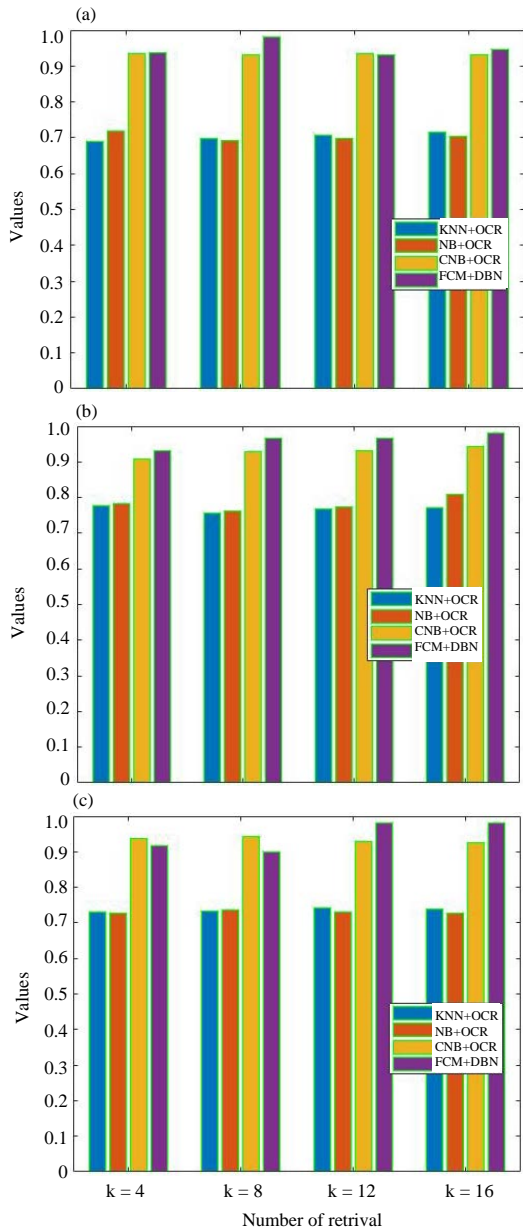 (a)
1.0
0.9
0.8
0.7
0.6
0.5
0.4
0.3
0.2
0.1
0
Values
KNN+OCR
NB+OCR
CNB+OCR
FCM+DBN
(b)
1.0
0.9
0.8
0.7
0.6
0.5
0.4
0.3
0.2
0.1
0
Values
KNN+OCR
NB+OCR
CNB+OCR
FCM+DBN
(c)
1.0
0.9
0.8
0.7
0.6
0.5
0.4
0.3
0.2
0.1
0
Values
KNN+OCR
NB+OCR
CNB+OCR
FCM+DBN
k = 4 k = 8 k = 12 k = 16
Number of retrival